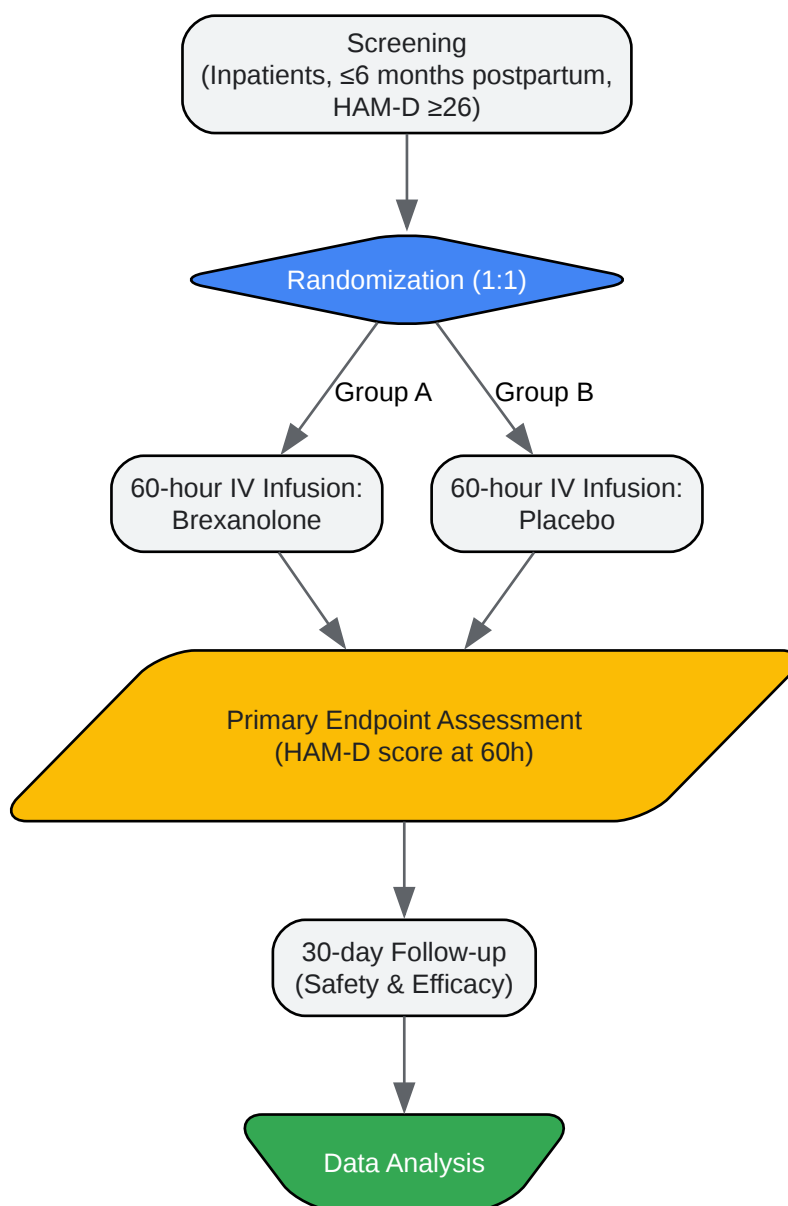 Screening
(Inpatients, ≤6 months postpartum,
HAM-D ≥26)
Randomization (1:1)
Group A
Group B
60-hour IV Infusion:
Brexanolone
60-hour IV Infusion:
Placebo
Primary Endpoint Assessment
(HAM-D score at 60h)
30-day Follow-up
(Safety & Efficacy)
Data Analysis